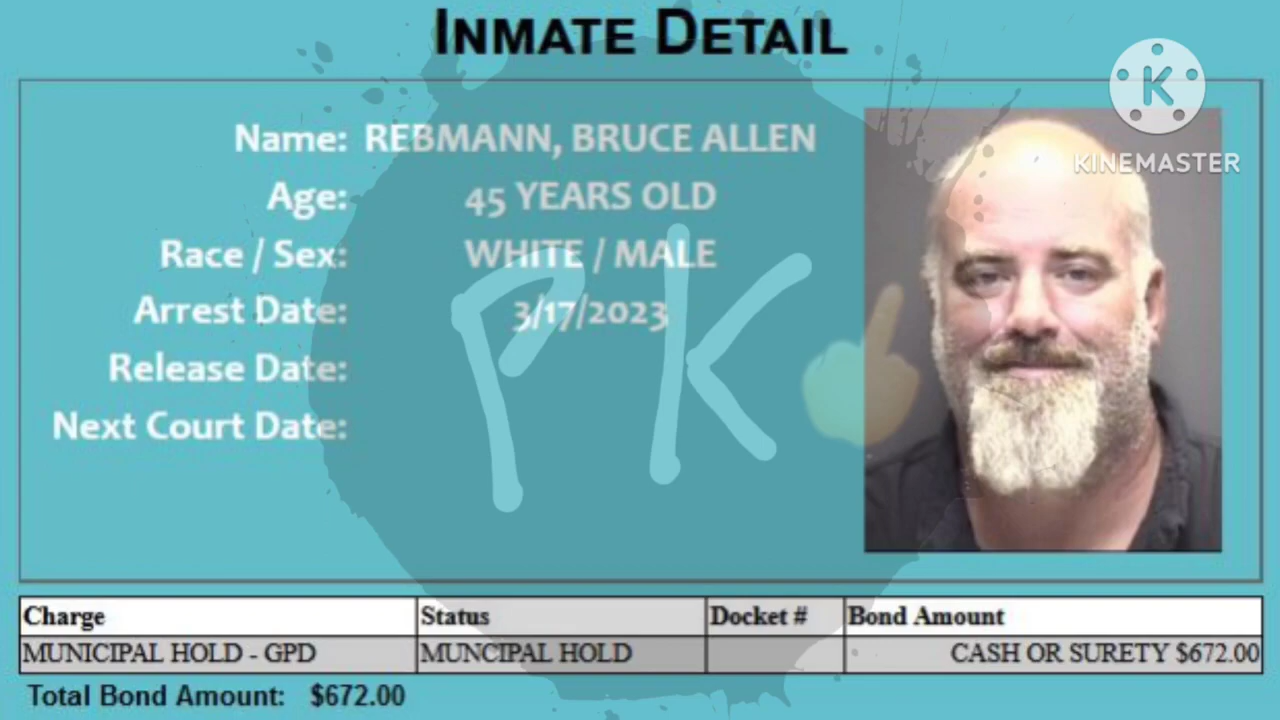 INMATE DETAIL
K
KINEMASTER
Name: REBMANN, BRUCE ALLEN
Age: 45 YEARS OLD
Race / Sex: WHITE / MALE
Arrest Date: 3/17/2023
Release Date:
Next Court Date:
PK
Charge Status Docket # Bond Amount
MUNICIPAL HOLD - GPD MUNCIPAL HOLD CASH OR SURETY $672.00
Total Bond Amount: $672.00